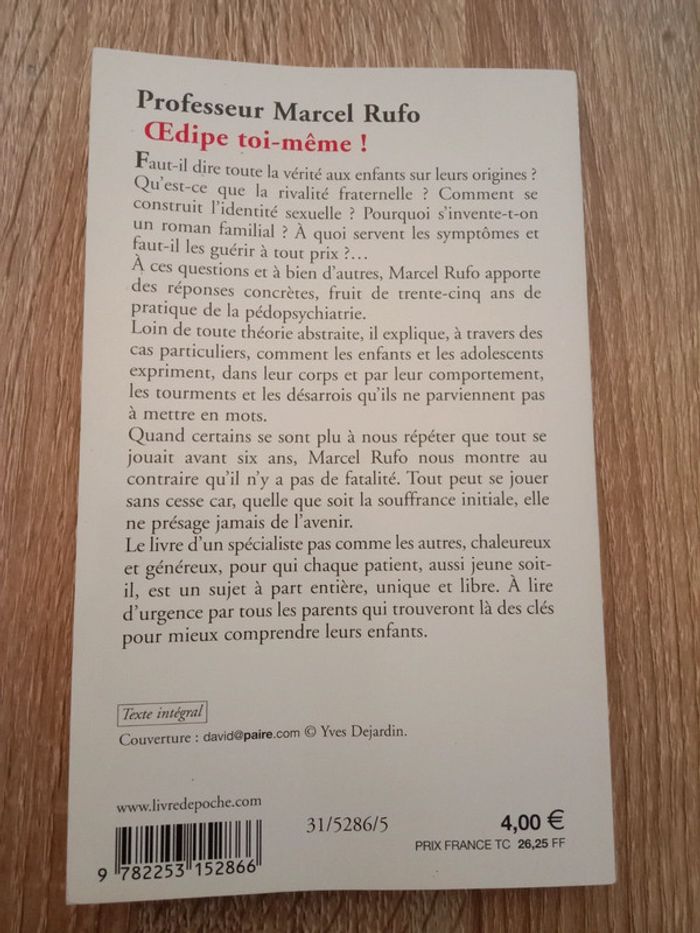 Professeur Marcel Rufo
Œdipe toi-même !
Faut-il dire toute la vérité aux enfants sur leurs origines ?
Qu'est-ce que la rivalité fraternelle ? Comment se
construit l'identité sexuelle ? Pourquoi s'invente-t-on
un roman familial ? À quoi servent les symptômes et
faut-il les guérir à tout prix ?...
À ces questions et à bien d'autres, Marcel Rufo apporte
des réponses concrètes, fruit de trente-cinq ans de
pratique de la pédopsychiatrie.
Loin de toute théorie abstraite, il explique, à travers des
cas particuliers, comment les enfants et les adolescents
expriment, dans leur corps et par leur comportement,
les tourments et les désarrois qu'ils ne parviennent pas
à mettre en mots.
Quand certains se sont plu à nous répéter que tout se
jouait avant six ans, Marcel Rufo nous montre au
contraire qu'il n'y a pas de fatalité. Tout peut se jouer
sans cesse car, quelle que soit la souffrance initiale, elle
ne présage jamais de l'avenir.
Le livre d'un spécialiste pas comme les autres, chaleureux
et généreux, pour qui chaque patient, aussi jeune soit-
il, est un sujet à part entière, unique et libre. À lire
d'urgence par tous les parents qui trouveront là des clés
pour mieux comprendre leurs enfants.
Texte intégral
Couverture : david@paire.com © Yves Dejardin.
www.livredepoche.com
31/5286/5
4,00 €
PRIX FRANCE TC 26,25 FF
9 782253 152866